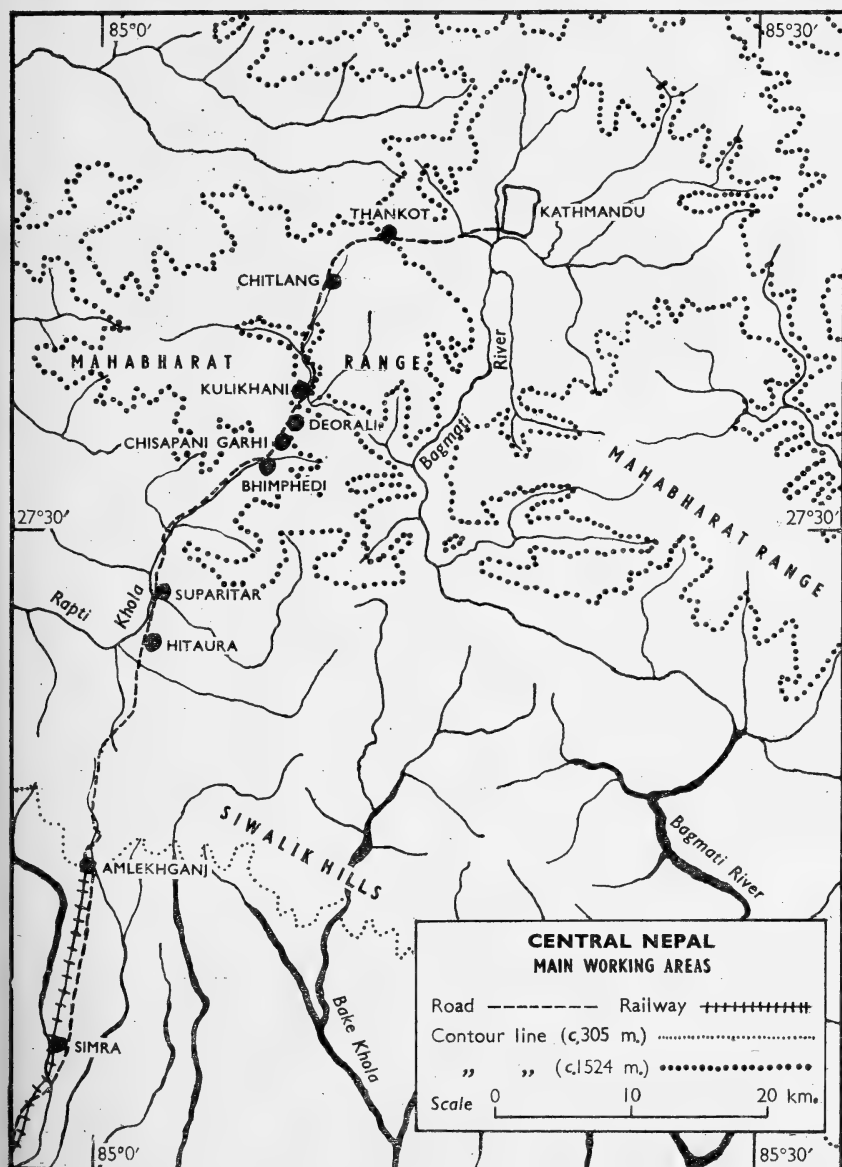 85°0′
85°30′
THANKOT
KATHMANDU
CHITLANG
MAHABHARAT RANGE
River
KULIKHANI
DEORALI
CHISAPANI GARHI
Bagmati
BHIMPHEDI
MAHABHARAT RANGE
27°30′
27°30′
Rapti Khola
SUPARITAR
HITAURA
SIWALIK HILLS
Bagmati River
AMLEKHGANJ
SIMRA
Bake Khola
CENTRAL NEPAL
MAIN WORKING AREAS
Road Railway
Contour line (c.305 m.)
„ „ (c.1524 m.)
Scale 0 10 20 km.
85°0′
85°30′